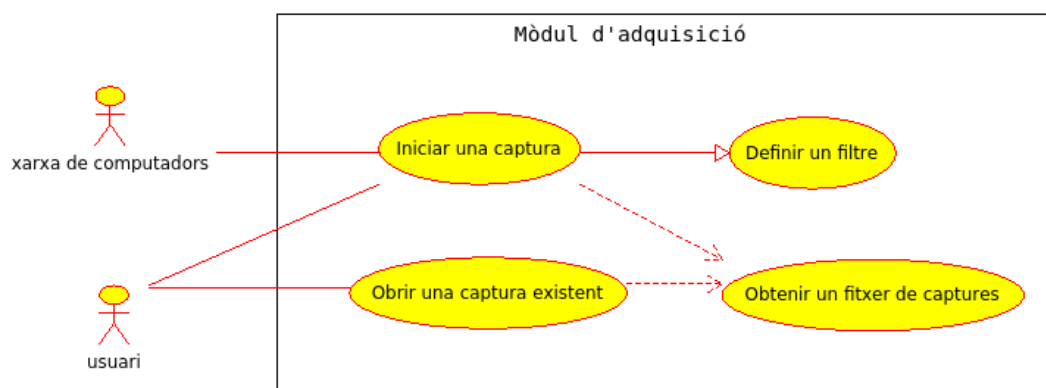 Mòdul d'adquisició
xarxa de computadors
Iniciar una captura
Definir un filtre
usuari
Obrir una captura existent
Obtenir un fitxer de captures